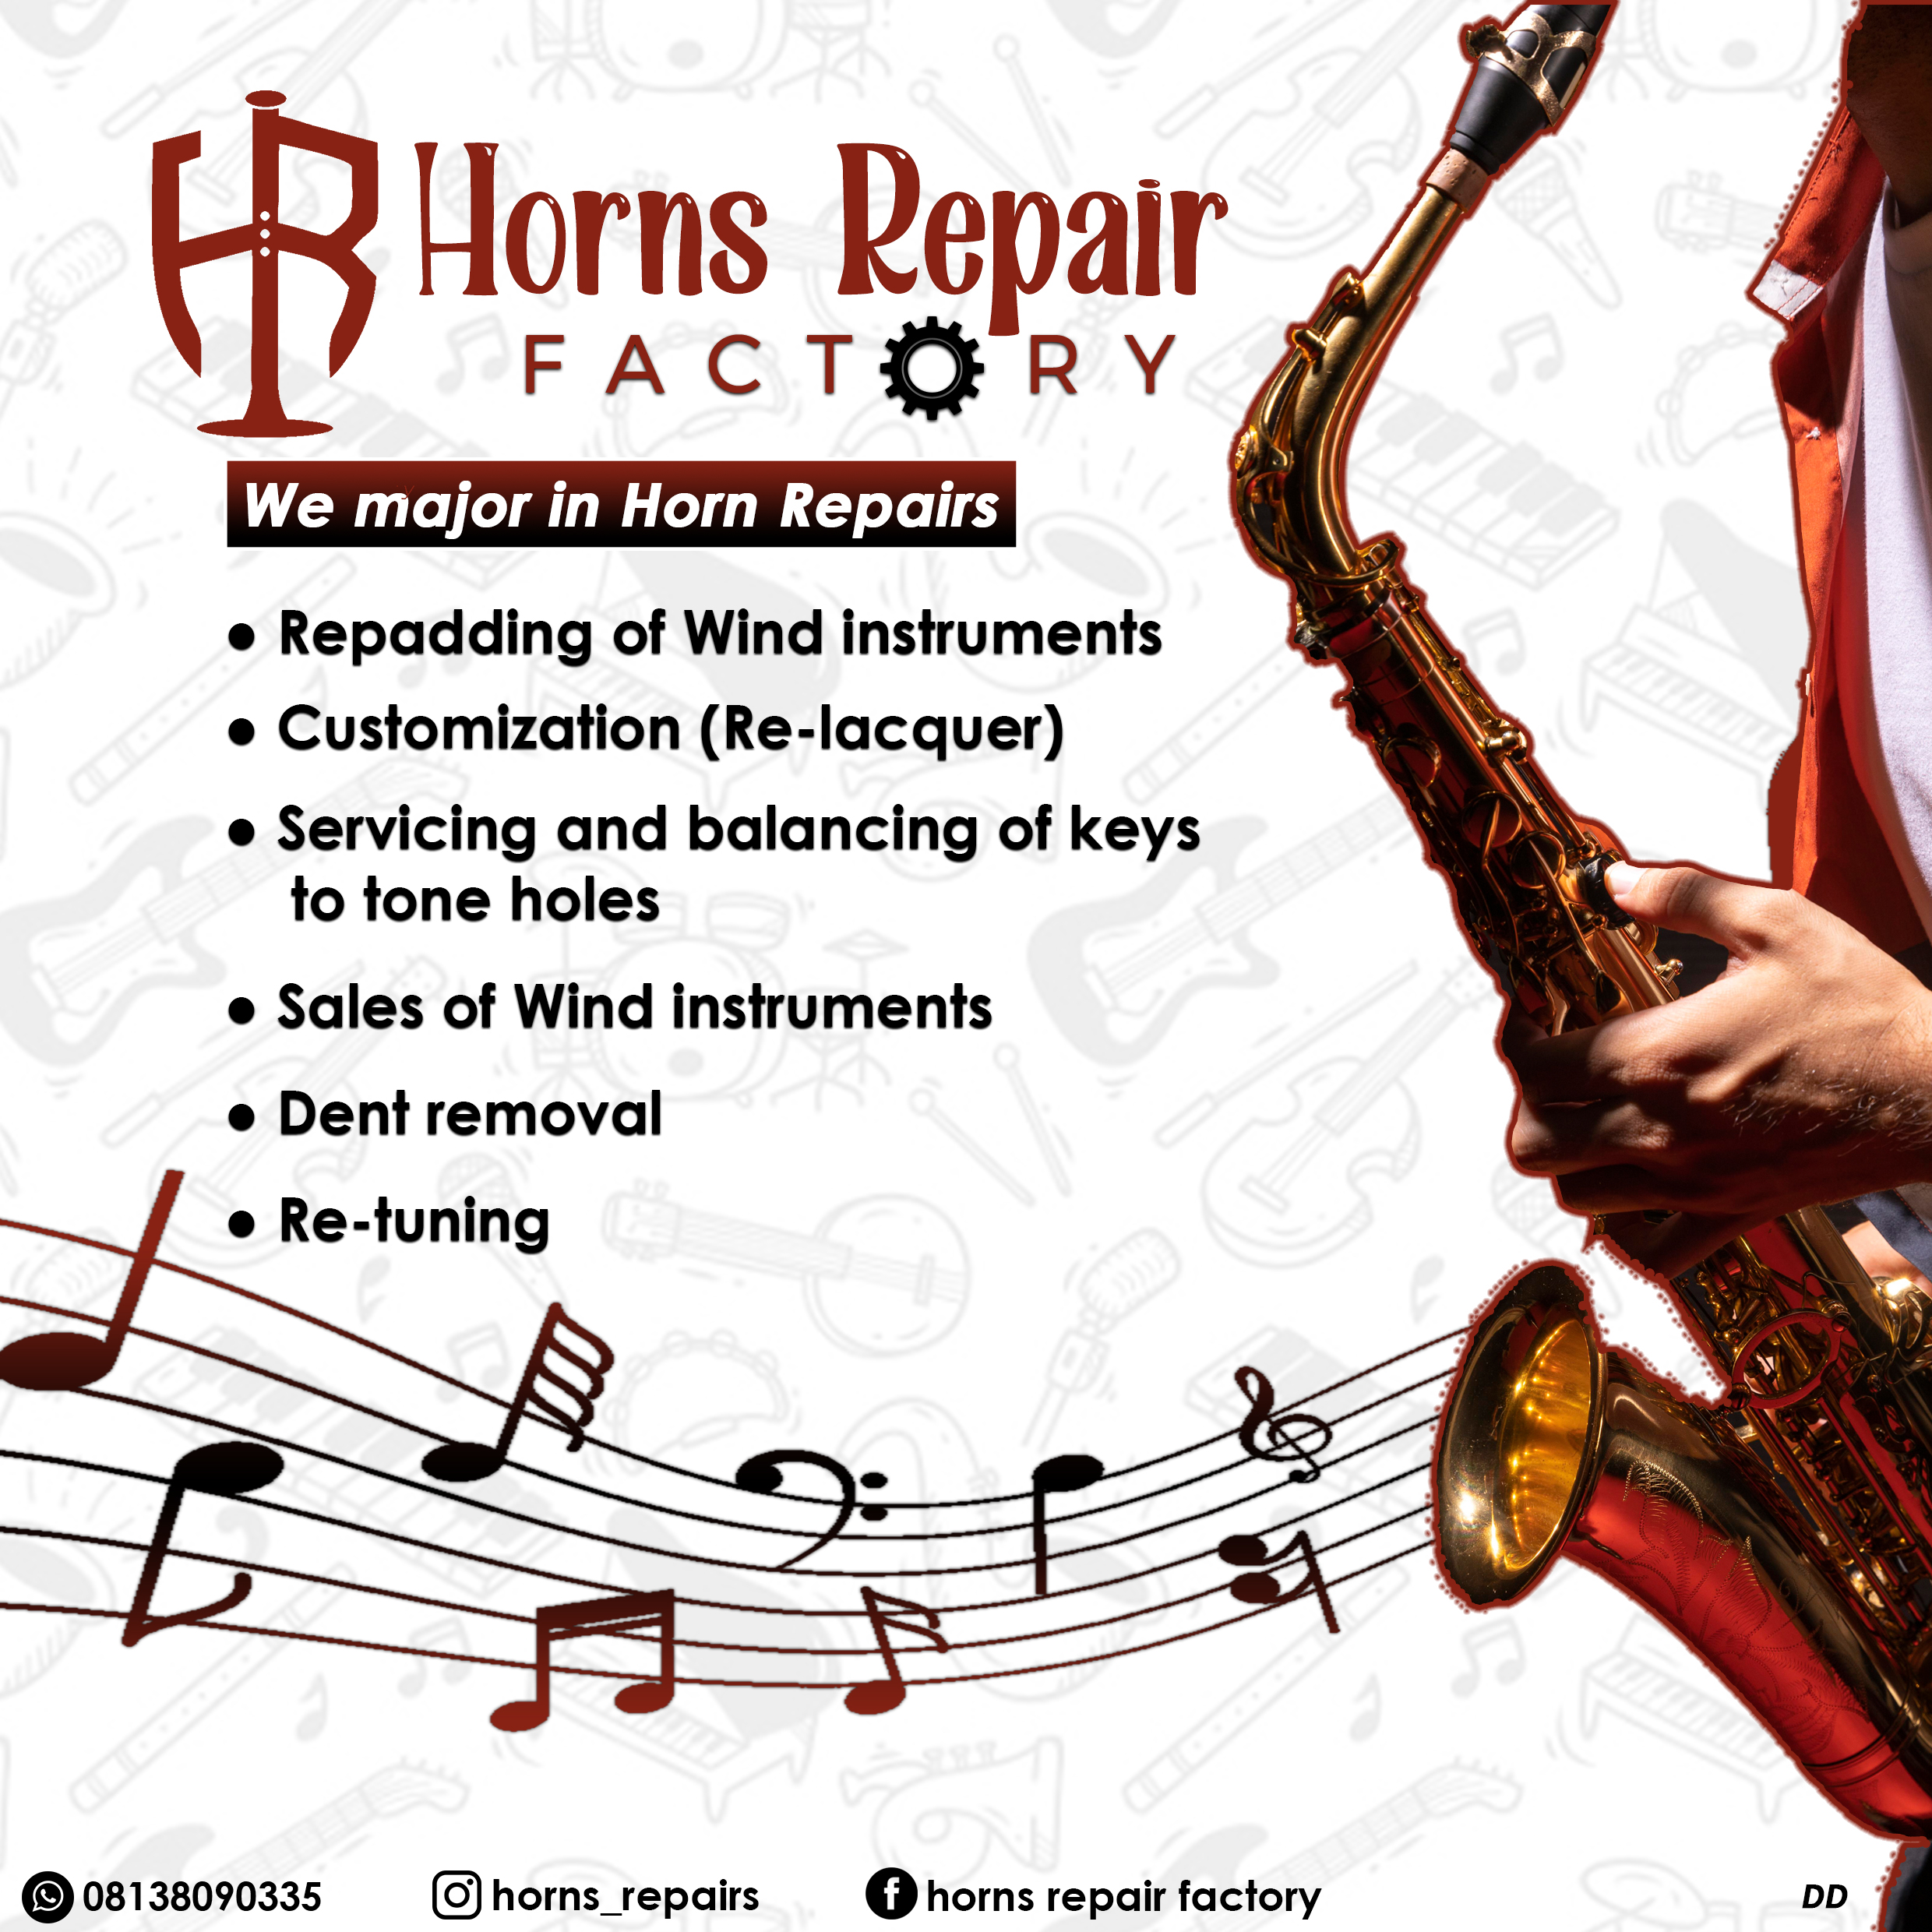 HR
Horns Repair
FACTORY
We major in Horn Repairs
• Repadding of Wind instruments
• Customization (Re-lacquer)
• Servicing and balancing of keys
to tone holes
• Sales of Wind instruments
• Dent removal
• Re-tuning
08138090335
horns_repairs
horns repair factory
DD